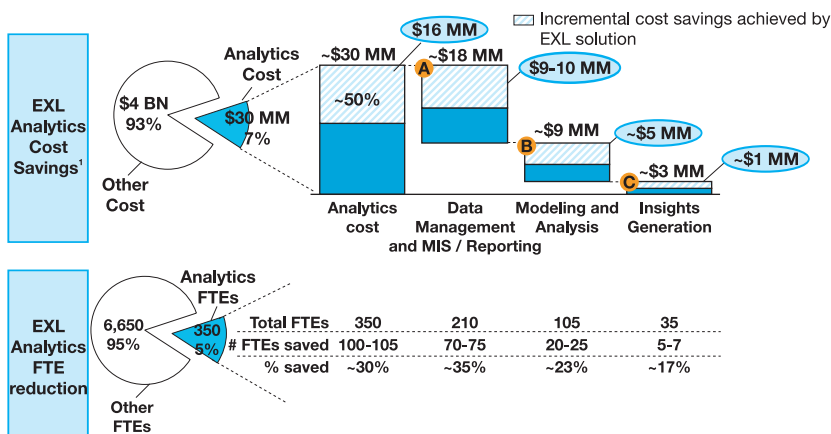 Incremental cost savings achieved by
EXL solution
EXL
Analytics
Cost
Savings¹
$4 BN
93%
Other
Cost
Analytics
Cost
$30 MM
7%
~$30 MM
~50%
$16 MM
A
~$18 MM
$9-10 MM
B
~$9 MM
~$5 MM
C
~$3 MM
~$1 MM
Analytics
cost
Data
Management
and MIS / Reporting
Modeling and
Analysis
Insights
Generation
EXL
Analytics
FTE
reduction
6,650
95%
Other
FTEs
Analytics
FTEs
350
5%
Total FTEs 350 210 105 35
# FTEs saved 100-105 70-75 20-25 5-7
% saved ~30% ~35% ~23% ~17%